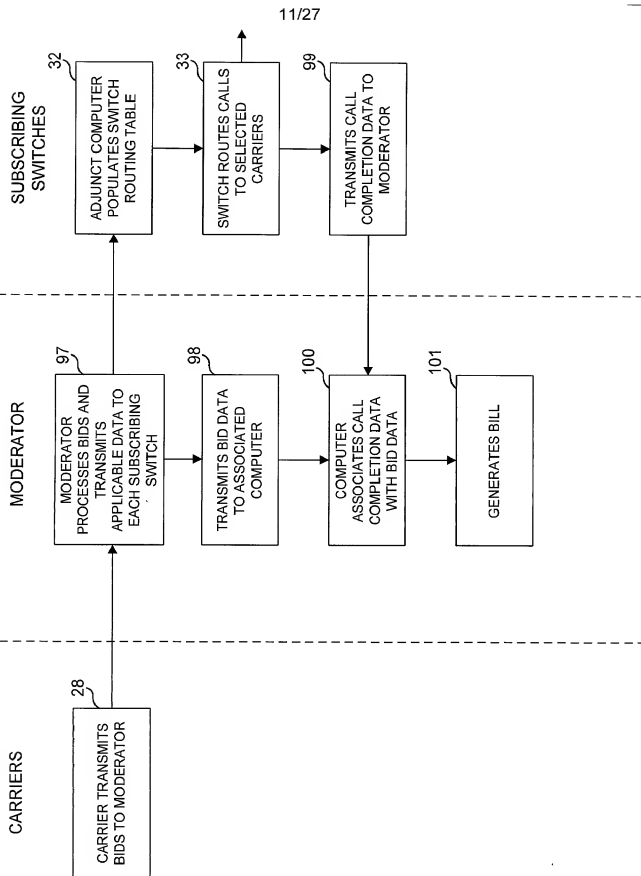 11/27
CARRIERS
MODERATOR
SUBSCRIBING
SWITCHES
28
CARRIER TRANSMITS
BIDS TO MODERATOR
97
MODERATOR
PROCESSES BIDS AND
TRANSMITS
APPLICABLE DATA TO
EACH SUBSCRIBING
SWITCH
32
ADJUNCT COMPUTER
POPULATES SWITCH
ROUTING TABLE
98
TRANSMITS BID DATA
TO ASSOCIATED
COMPUTER
33
SWITCH ROUTES CALLS
TO SELECTED
CARRIERS
100
COMPUTER
ASSOCIATES CALL
COMPLETION DATA
WITH BID DATA
99
TRANSMITS CALL
COMPLETION DATA TO
MODERATOR
101
GENERATES BILL